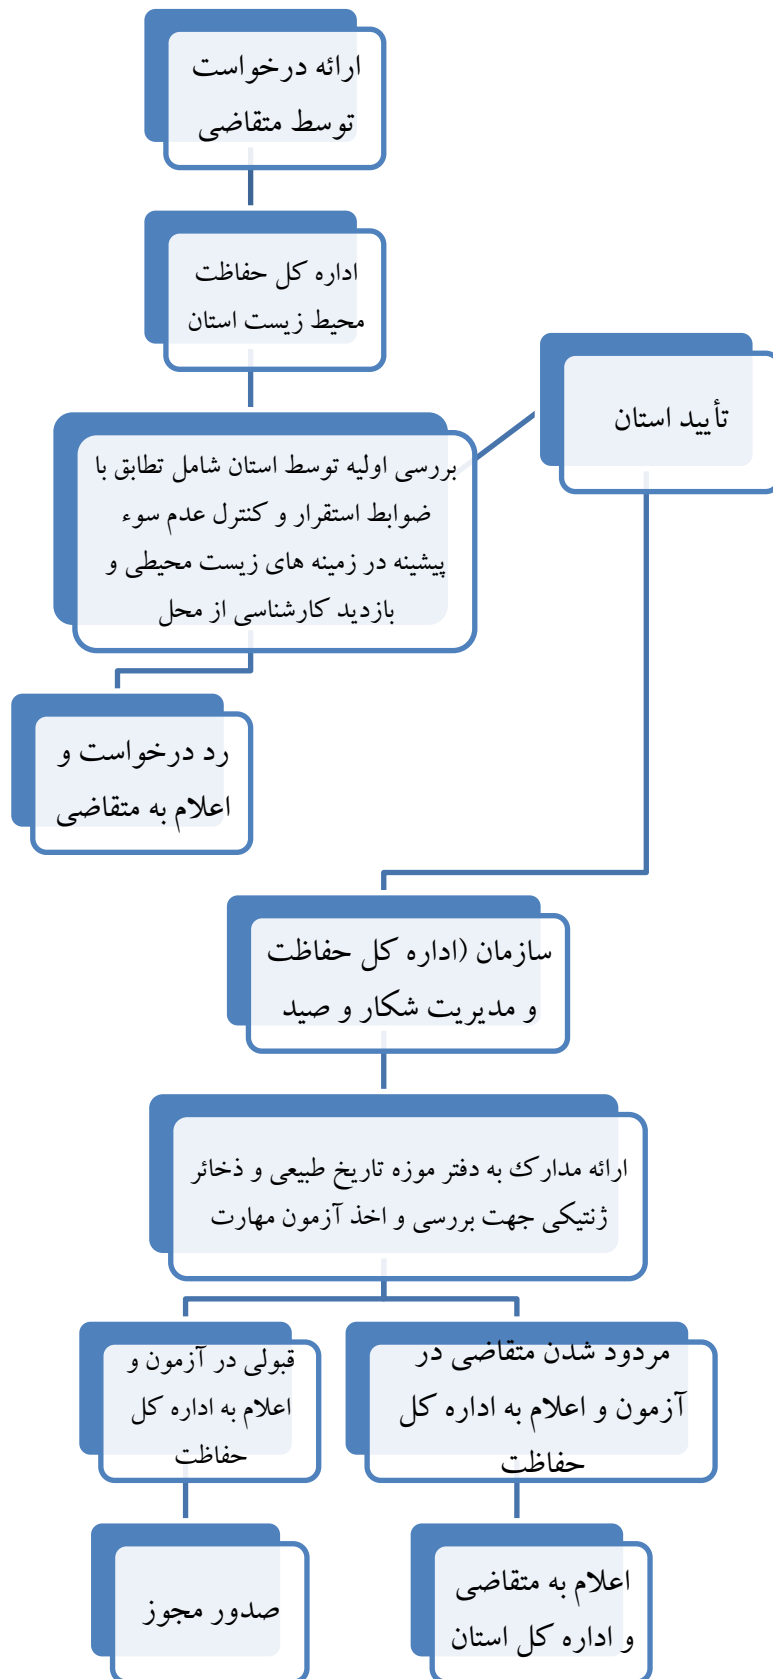 ارائه درخواست
توسط متقاضی
اداره کل حفاظت
محیط زیست استان
تأیید استان
بررسی اولیه توسط استان شامل تطابق با
ضوابط استقرار و کنترل عدم سوء
پیشینه در زمینه های زیست محیطی و
بازدید کارشناسی از محل
رد درخواست و
اعلام به متقاضی
سازمان (اداره کل حفاظت
و مدیریت شکار و صید
ارائه مدارک به دفتر موزه تاریخ طبیعی و ذخائر
ژنتیکی جهت بررسی و اخذ آزمون مهارت
مردود شدن متقاضی در
آزمون و اعلام به اداره کل
حفاظت
قبولی در آزمون و
اعلام به اداره کل
حفاظت
اعلام به متقاضی
و اداره کل استان
صدور مجوز